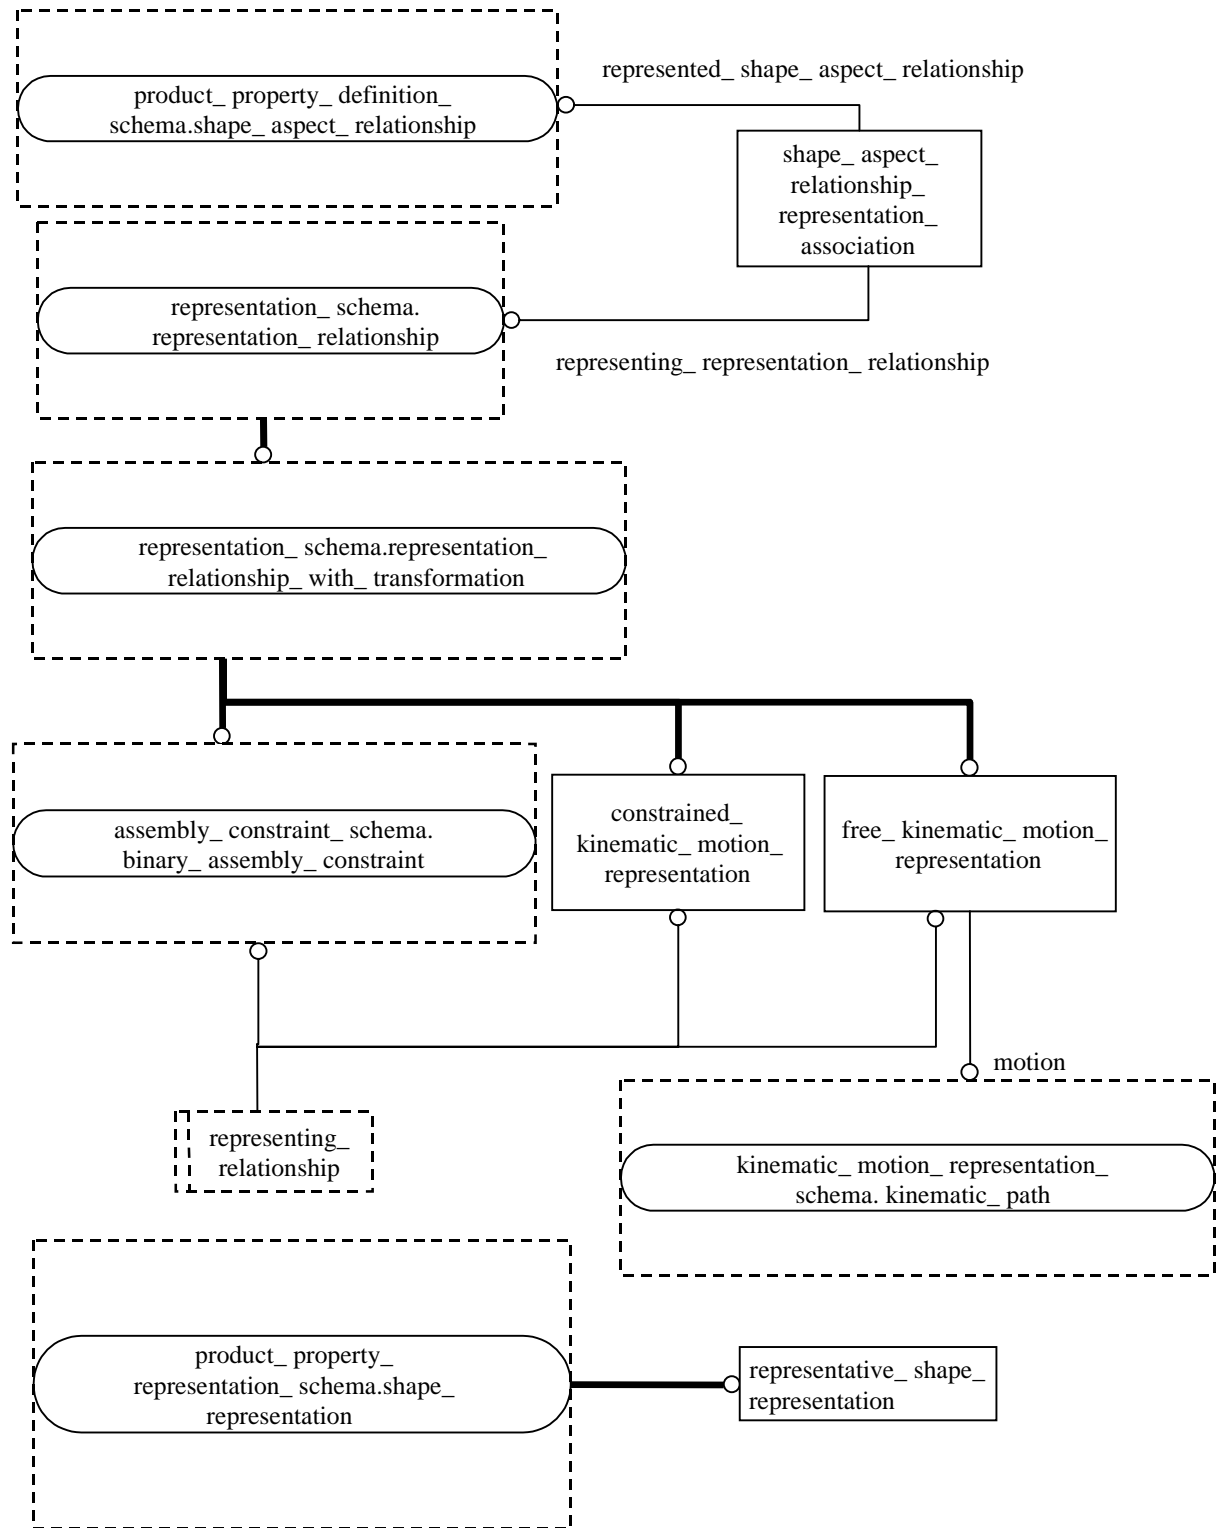 represented_ shape_ aspect_ relationship
product_ property_ definition_
schema.shape_ aspect_ relationship
shape_ aspect_
relationship_
representation_
association
representation_ schema.
representation_ relationship
representing_ representation_ relationship
representation_ schema.representation_
relationship_ with_ transformation
assembly_ constraint_ schema.
binary_ assembly_ constraint
constrained_
kinematic_ motion_
representation
free_ kinematic_ motion_
representation
motion
representing_
relationship
kinematic_ motion_ representation_
schema. kinematic_ path
product_ property_
representation_ schema.shape_
representation
representative_ shape_
representation